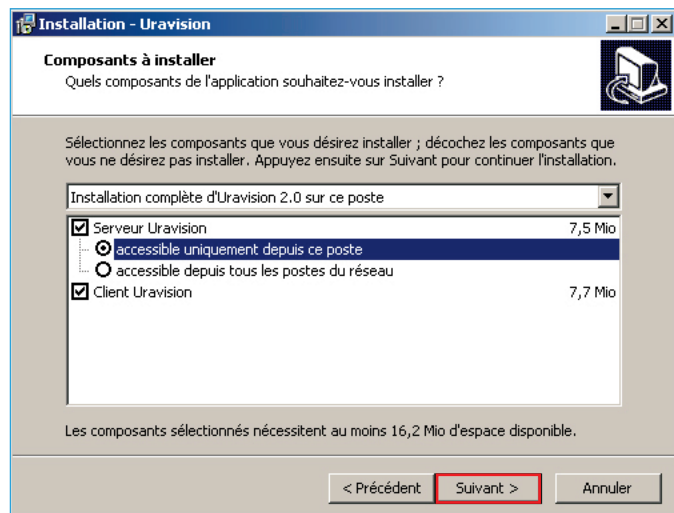 Installation - Uravision
Composants à installer
Quels composants de l'application souhaitez-vous installer ?
Sélectionnez les composants que vous désirez installer ; décochez les composants que
vous ne désirez pas installer. Appuyez ensuite sur Suivant pour continuer l'installation.
Installation complète d'Uravision 2.0 sur ce poste
Serveur Uravision 7,5 Mio
accessible uniquement depuis ce poste
accessible depuis tous les postes du réseau
Client Uravision 7,7 Mio
Les composants sélectionnés nécessitent au moins 16,2 Mio d'espace disponible.
< Précédent Suivant > Annuler